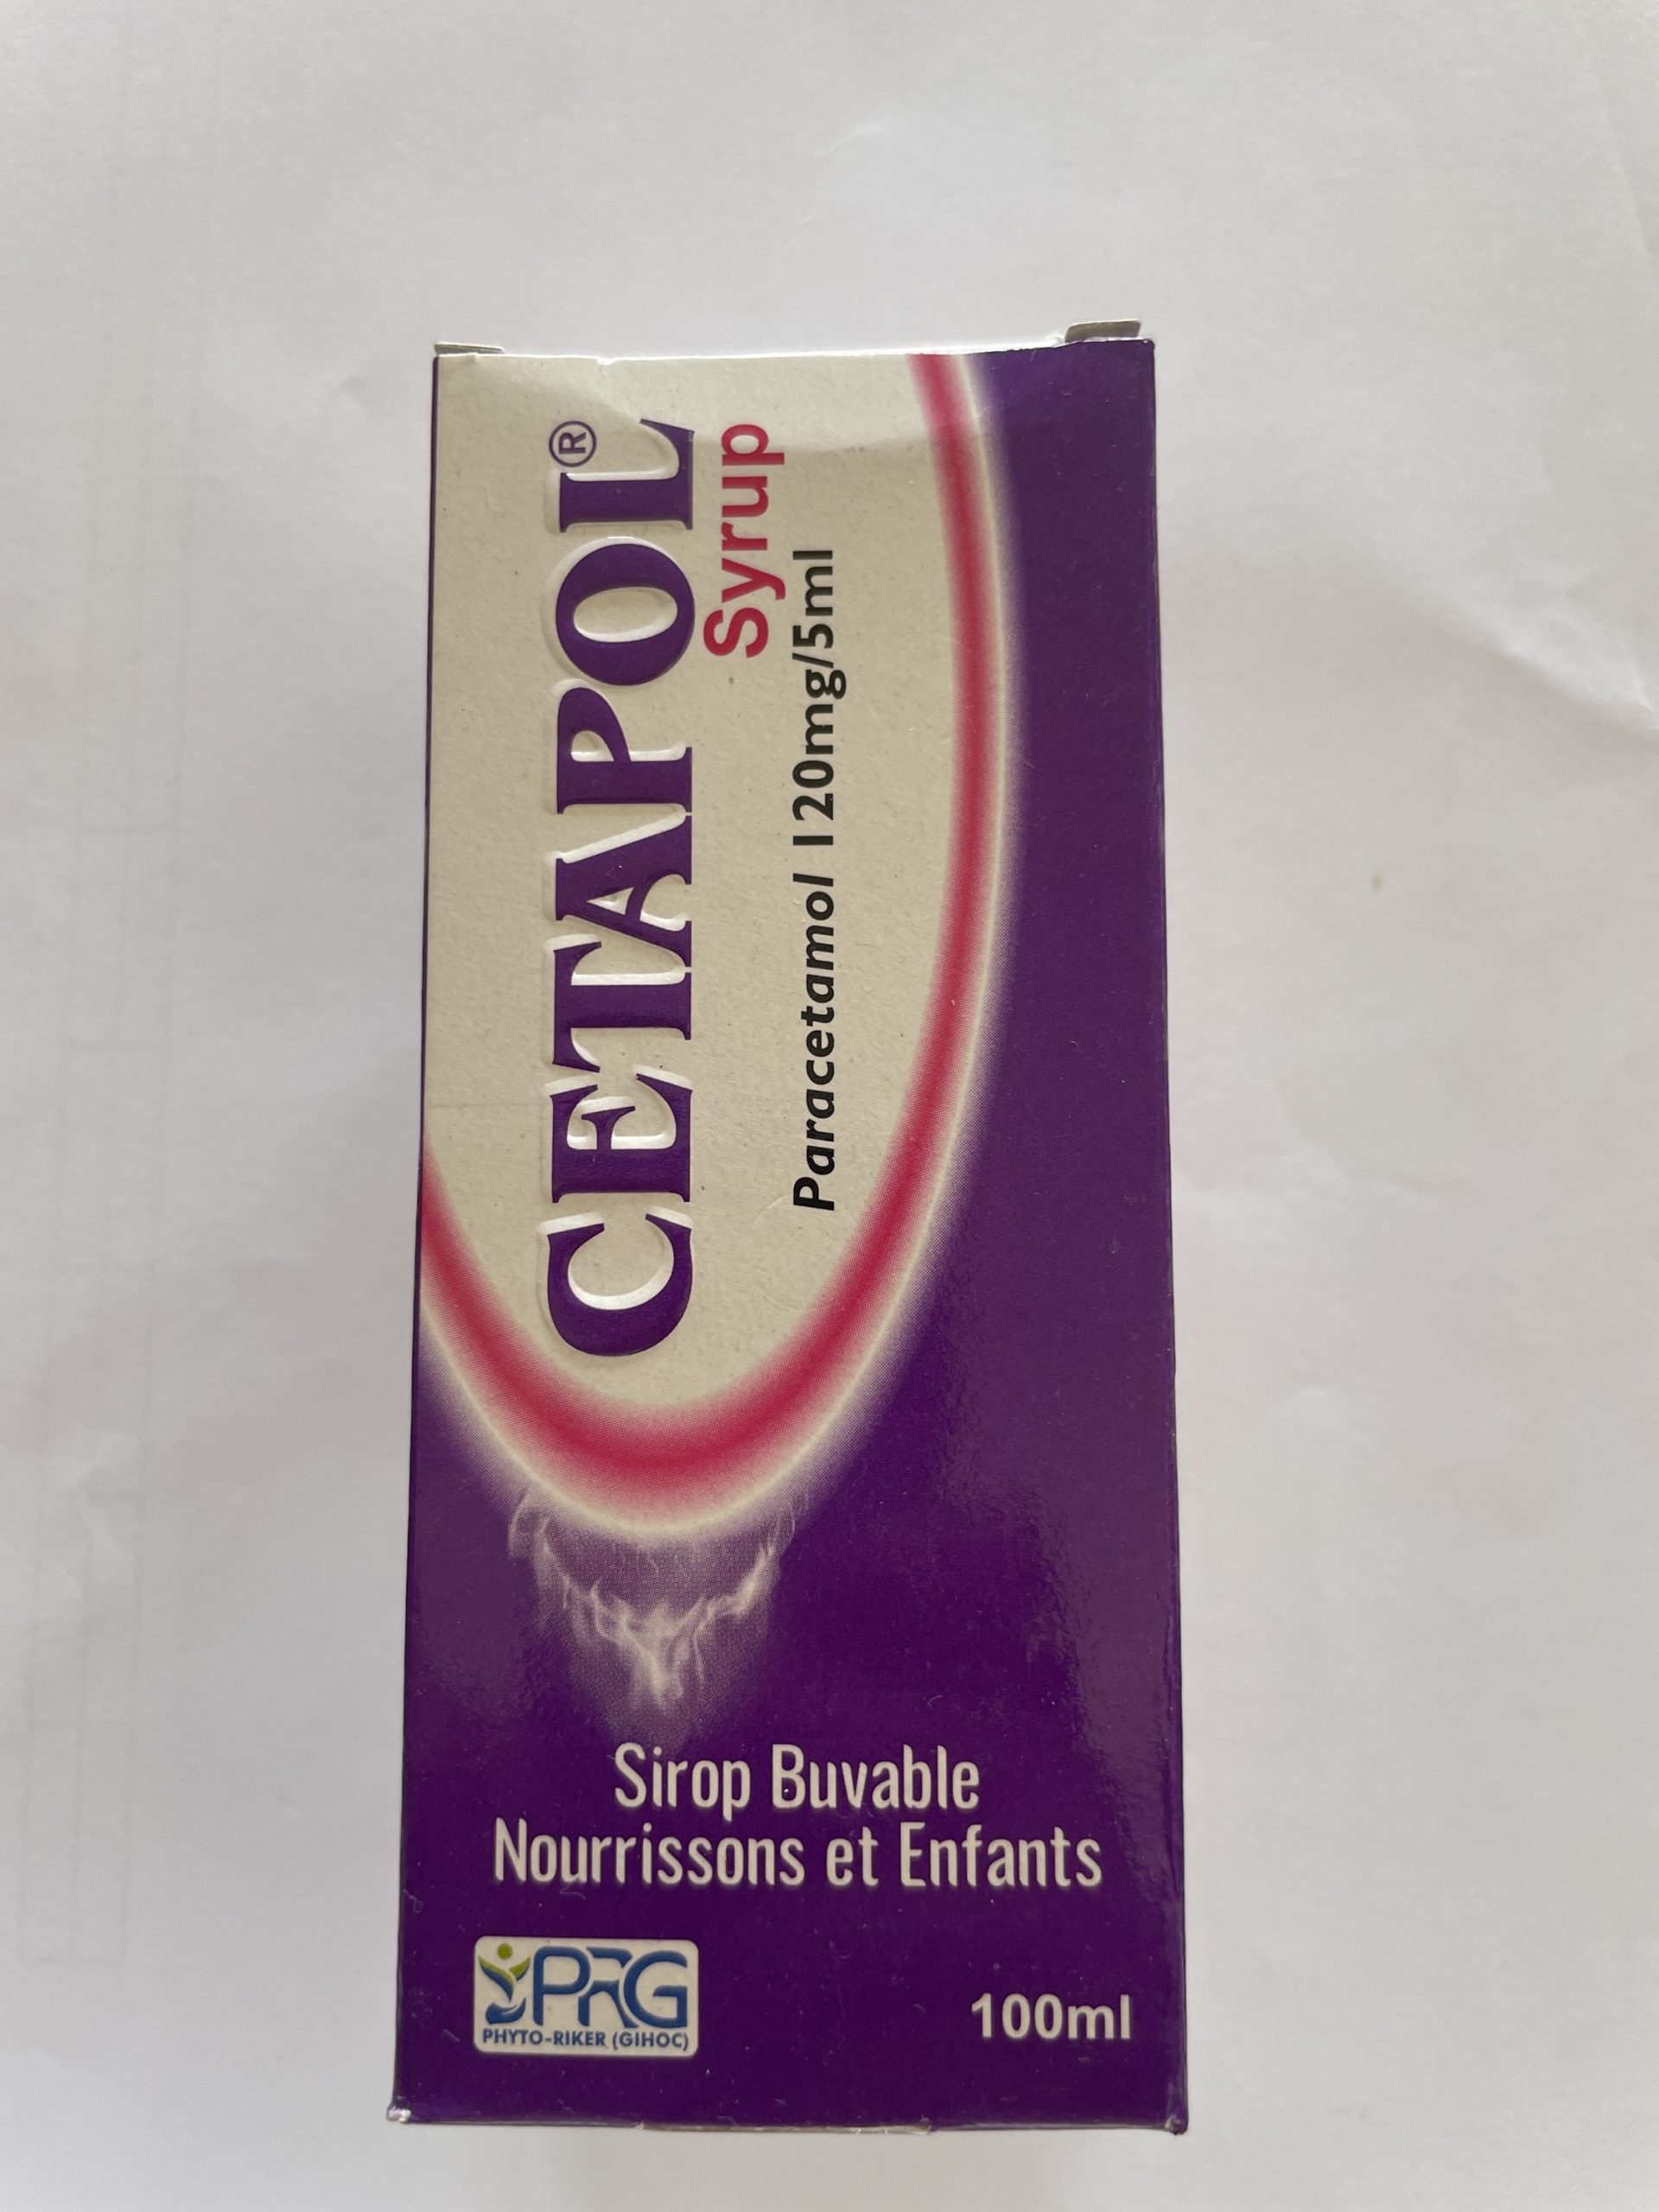 CETAPOL®
Syrup
Paracetamol 120mg/5ml
Sirop Buvable
Nourrissons et Enfants
PRG
PHYTO-RIKER (GIHOC)
100ml